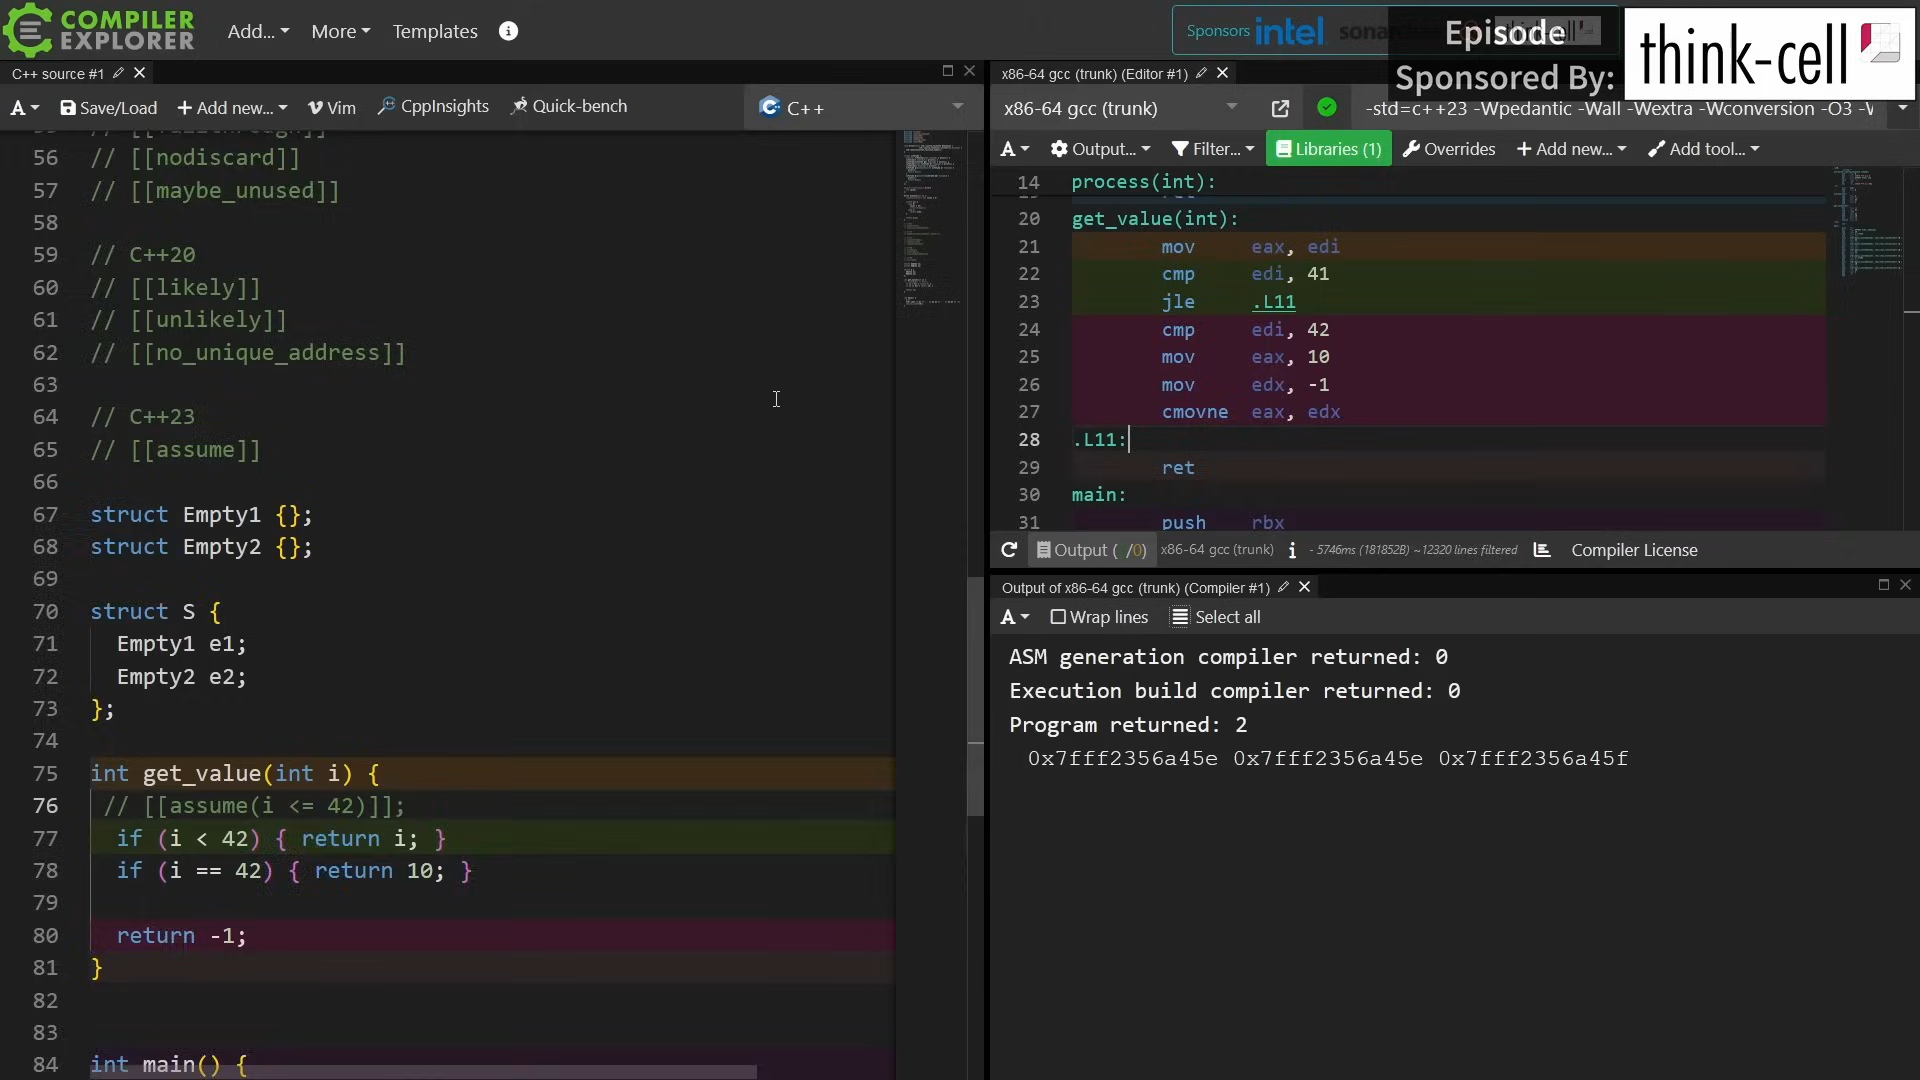 COMPILER
EXPLORER
Add...
More
Templates
Sponsors
intel
Episode
Sponsored By:
think-cell
C++ source #1
A
Save/Load
+ Add new...
Vim
CppInsights
Quick-bench
C++
56 // [[nodiscard]]
57 // [[maybe_unused]]
58
59 // C++20
60 // [[likely]]
61 // [[unlikely]]
62 // [[no_unique_address]]
63
64 // C++23
65 // [[assume]]
66
67 struct Empty1 {};
68 struct Empty2 {};
69
70 struct S {
71 Empty1 e1;
72 Empty2 e2;
73 };
74
75 int get_value(int i) {
76 // [[assume(i <= 42)]];
77 if (i < 42) { return i; }
78 if (i == 42) { return 10; }
79
80 return -1;
81 }
82
83
84 int main() {
x86-64 gcc (trunk) (Editor #1)
x86-64 gcc (trunk)
-std=c++23 -Wpedantic -Wall -Wextra -Wconversion -O3 -W
A
Output...
Filter...
Libraries (1)
Overrides
+ Add new...
Add tool...
14 process(int):
20 get_value(int):
21 mov eax, edi
22 cmp edi, 41
23 jle .L11
24 cmp edi, 42
25 mov eax, 10
26 mov edx, -1
27 cmovne eax, edx
28 .L11:
29 ret
30 main:
31 push rbx
Output ( /0)
x86-64 gcc (trunk)
- 5746ms (181852B) ~12320 lines filtered
Compiler License
Output of x86-64 gcc (trunk) (Compiler #1)
A
Wrap lines
Select all
ASM generation compiler returned: 0
Execution build compiler returned: 0
Program returned: 2
0x7fff2356a45e 0x7fff2356a45e 0x7fff2356a45f